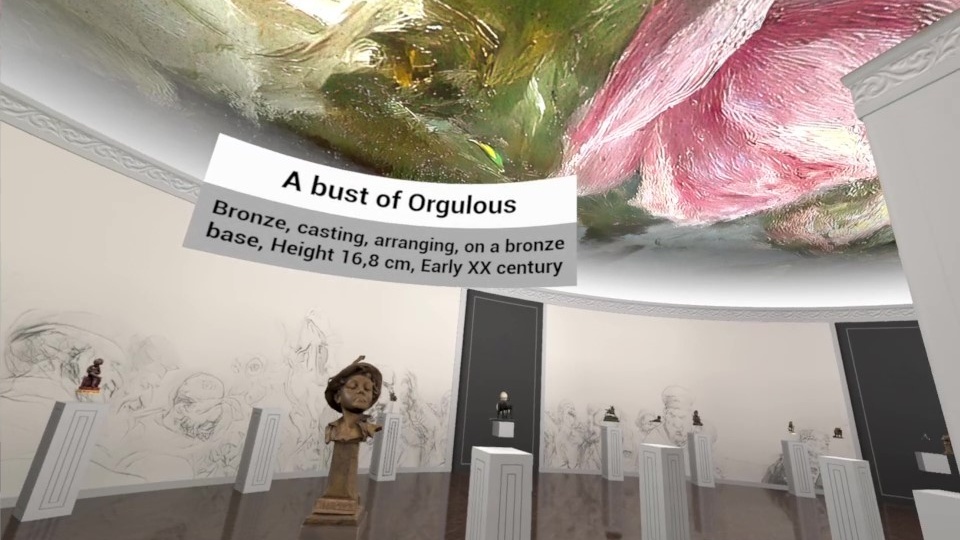 A bust of Orgulous
Bronze, casting, arranging, on a bronze
base, Height 16,8 cm, Early XX century